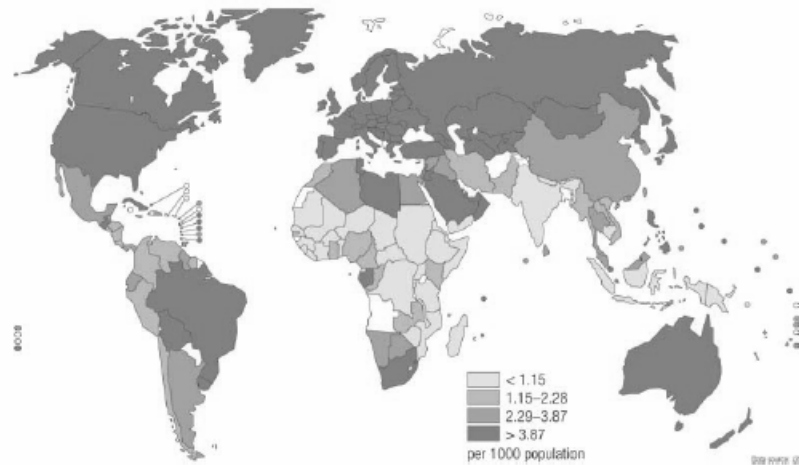 < 1.15
1.15–2.28
2.29–3.87
> 3.87
per 1000 population